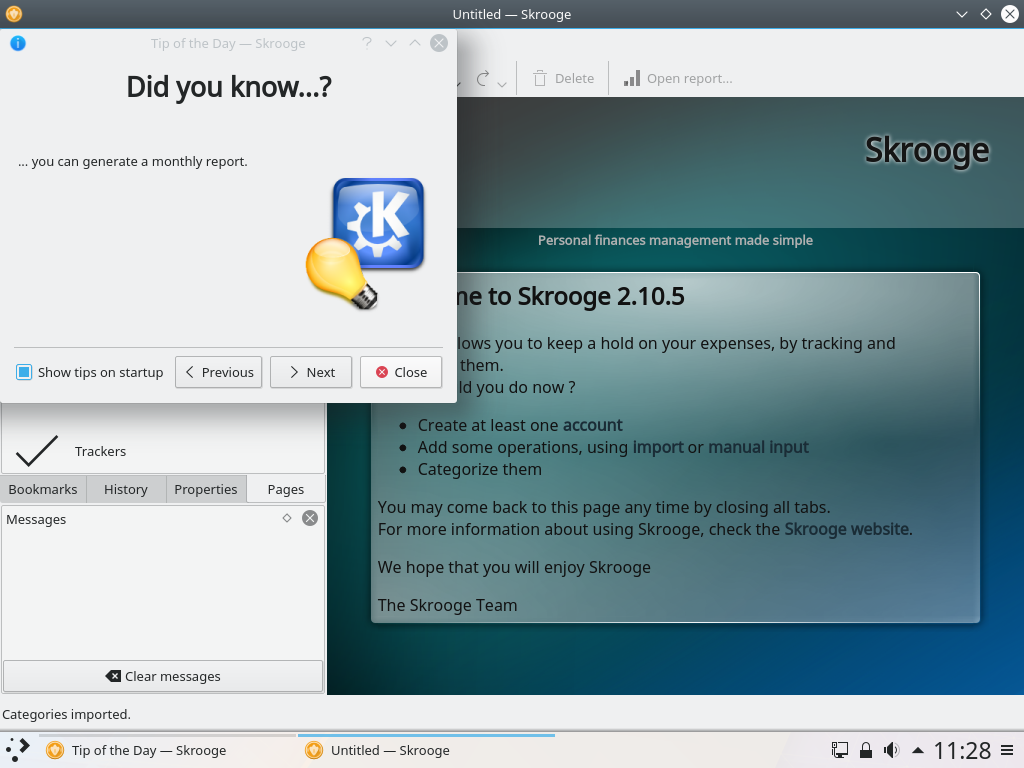 Untitled — Skrooge
Tip of the Day — Skrooge
Did you know...?
... you can generate a monthly report.
Show tips on startup
Previous
Next
Close
Delete
Open report...
Skrooge
Personal finances management made simple
me to Skrooge 2.10.5
lows you to keep a hold on your expenses, by tracking and
them.
ld you do now ?
Create at least one account
Add some operations, using import or manual input
Categorize them
You may come back to this page any time by closing all tabs.
For more information about using Skrooge, check the Skrooge website.
We hope that you will enjoy Skrooge
The Skrooge Team
Trackers
Bookmarks History Properties Pages
Messages
Clear messages
Categories imported.
Tip of the Day — Skrooge
Untitled — Skrooge
11:28